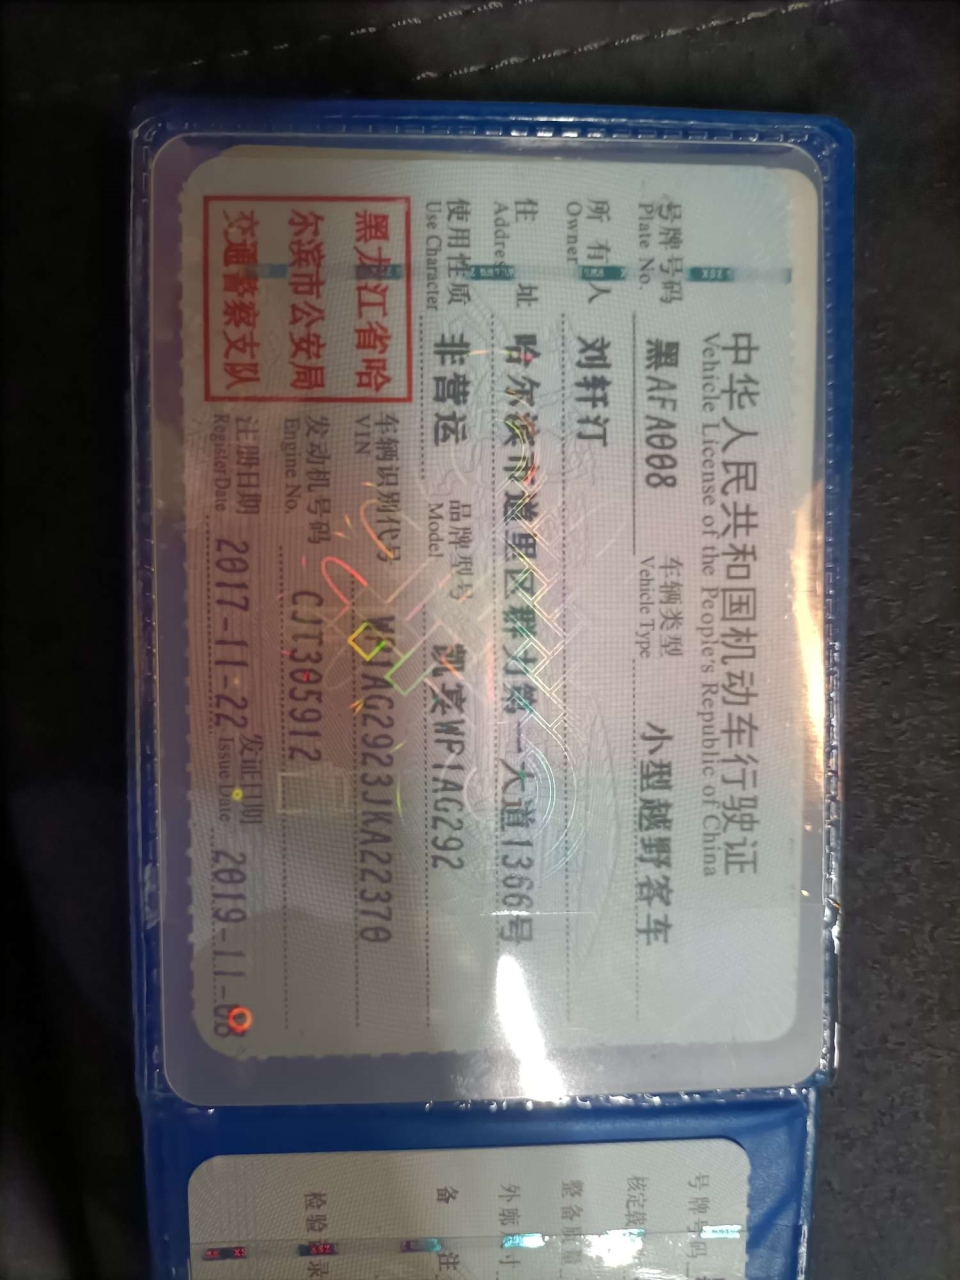 中华人民共和国机动车行驶证
Vehicle License of the People's Republic of China
号牌号码 黑AFA008 车辆类型 小型越野客车
Plate No. Vehicle Type
所有人 刘轩汀
Owner
住址 哈尔滨市道里区群力第一大道1366号
Address
使用性质 非营运 品牌型号 凯宴WP1AG292
Use Character Model
黑龙江省哈
尔滨市公安局
交通警察支队
车辆识别代号 WP1AG2923JKA22370
VIN
发动机号码 CJT305912
Engine No.
注册日期 2017-11-22 发证日期 2019-11-08
Register Date Issue Date
号牌号码
核定载
整备质量
外廓尺寸
备注
检验记录